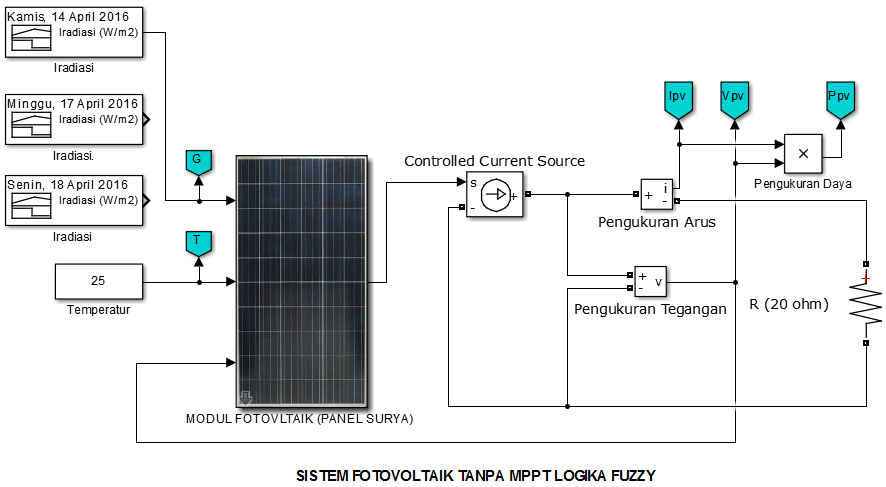 Kamis, 14 April 2016
Iradiasi (W/m2)
Iradiasi
Minggu, 17 April 2016
Iradiasi (W/m2)
Iradiasi.
Senin, 18 April 2016
Iradiasi (W/m2)
Iradiasi
G
T
25
Temperatur
MODUL FOTOVLTAIK (PANEL SURYA)
Controlled Current Source
s
-
+
Ipv
Vpv
Ppv
×
Pengukuran Daya
+
i
-
Pengukuran Arus
+
-
v
Pengukuran Tegangan
+
R (20 ohm)
SISTEM FOTOVOLTAIK TANPA MPPT LOGIKA FUZZY